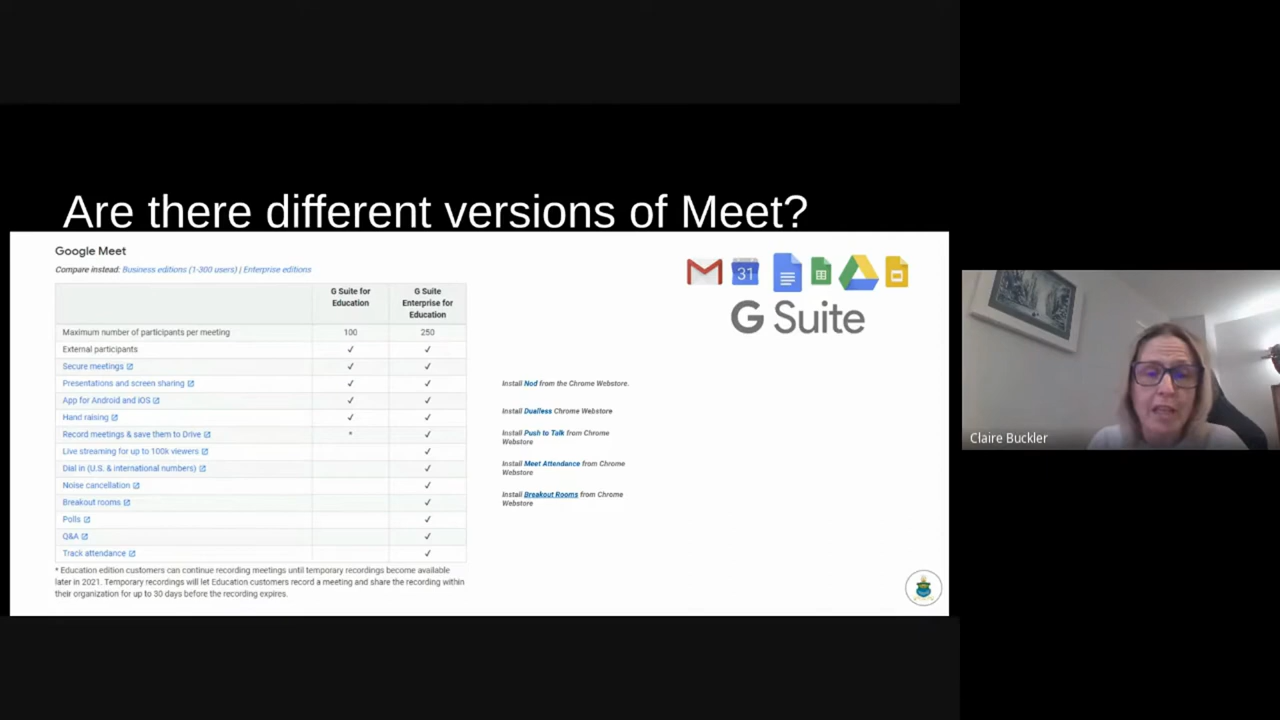 Are there different versions of Meet?
Google Meet
Compare instead: Business editions (1-300 users) | Enterprise editions
G Suite for Education
G Suite Enterprise for Education
Maximum number of participants per meeting 100 250
External participants ✓ ✓
Secure meetings ✓ ✓
Presentations and screen sharing ✓ ✓
App for Android and iOS ✓ ✓
Hand raising ✓ ✓
Record meetings & save them to Drive * ✓
Live streaming for up to 100k viewers ✓
Dial in (U.S. & international numbers) ✓
Noise cancellation ✓
Breakout rooms ✓
Polls ✓
Q&A ✓
Track attendance ✓
* Education edition customers can continue recording meetings until temporary recordings become available
later in 2021. Temporary recordings will let Education customers record a meeting and share the recording within
their organization for up to 30 days before the recording expires.
Install Nod from the Chrome Webstore.
Install Dualless Chrome Webstore
Install Push to Talk from Chrome
Webstore
Install Meet Attendance from Chrome
Webstore
Install Breakout Rooms from Chrome
Webstore
31
G Suite
Claire Buckler